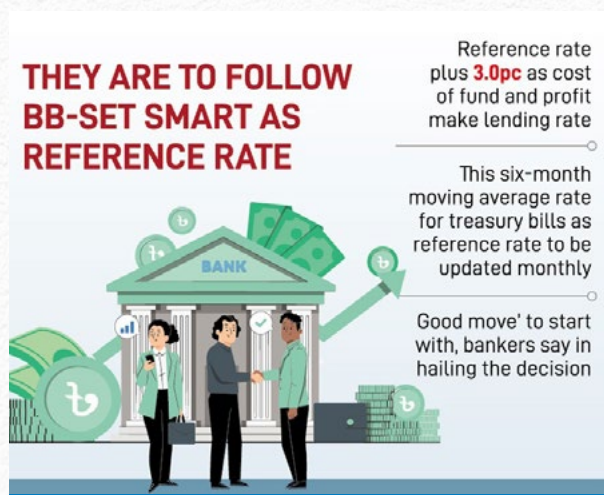 THEY ARE TO FOLLOW
BB-SET SMART AS
REFERENCE RATE
Reference rate
plus 3.0pc as cost
of fund and profit
make lending rate
This six-month
moving average rate
for treasury bills as
reference rate to be
updated monthly
Good move' to start
with, bankers say in
hailing the decision
BANK
৳
৳
৳
৳
৳